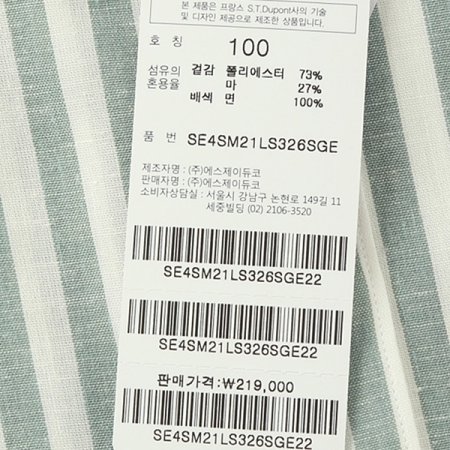 본 제품은 프랑스 S.T.Dupont사의 기술
및 디자인 제공으로 제조한 상품입니다.
호 칭 100
섬유의 겉감 폴리에스터 73%
혼용율 마 27%
배색 면 100%
품 번 SE4SM21LS326SGE
제조자명 : (주)에스제이듀코
판매자명 : (주)에스제이듀코
소비자상담실 : 서울시 강남구 논현로 149길 11
세중빌딩 (02) 2106-3520
SE4SM21LS326SGE22
SE4SM21LS326SGE22
판매가격:₩219,000
SE4SM21LS326SGE22